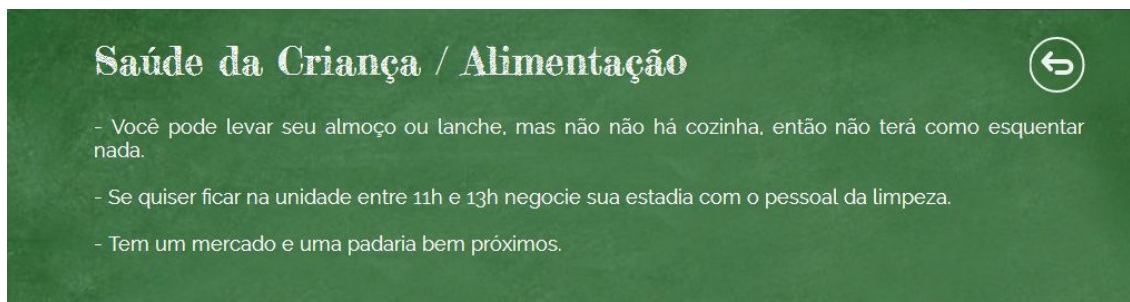 Saúde da Criança / Alimentação
- Você pode levar seu almoço ou lanche, mas não não há cozinha, então não terá como esquentar
nada.
- Se quiser ficar na unidade entre 11h e 13h negocie sua estadia com o pessoal da limpeza.
- Tem um mercado e uma padaria bem próximos.